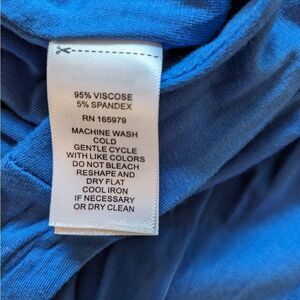 95% VISCOSE
5% SPANDEX
RN 165979
MACHINE WASH
COLD
GENTLE CYCLE
WITH LIKE COLORS
DO NOT BLEACH
RESHAPE AND
DRY FLAT
COOL IRON
IF NECESSARY
OR DRY CLEAN